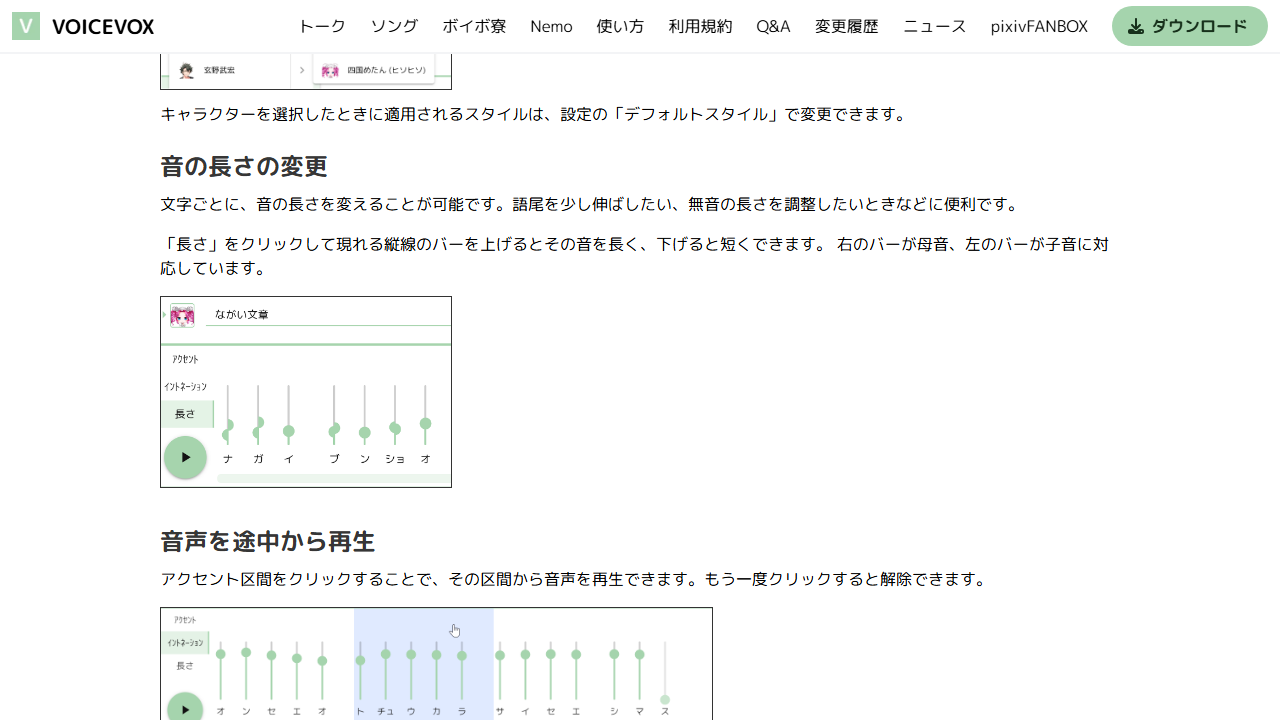 V VOICEVOX トーク ソング ボイボ寮 Nemo 使い方 利用規約 Q&A 変更履歴 ニュース pixivFANBOX ダウンロード
玄野武宏 四国めたん (ヒソヒソ)
キャラクターを選択したときに適用されるスタイルは、設定の「デフォルトスタイル」で変更できます。
音の長さの変更
文字ごとに、音の長さを変えることが可能です。語尾を少し伸ばしたい、無音の長さを調整したいときなどに便利です。
「長さ」をクリックして現れる縦線のバーを上げるとその音を長く、下げると短くできます。 右のバーが母音、左のバーが子音に対
応しています。
ながい文章
アクセント
イントネーション
長さ
ナ ガ イ ブ ン ショ オ
音声を途中から再生
アクセント区間をクリックすることで、その区間から音声を再生できます。もう一度クリックすると解除できます。
アクセント
イントネーション
長さ
オ ン セ エ オ ト チュ ウ カ ラ サ イ セ エ シ マ ス